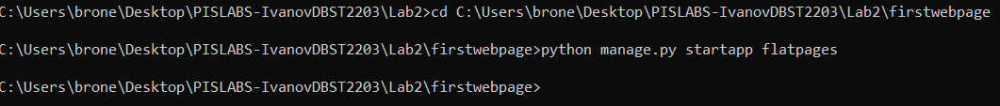 C:\Users\brone\Desktop\PISLABS-IvanovDBST2203\Lab2>cd C:\Users\brone\Desktop\PISLABS-IvanovDBST2203\Lab2\firstwebpage
C:\Users\brone\Desktop\PISLABS-IvanovDBST2203\Lab2\firstwebpage>python manage.py startapp flatpages
C:\Users\brone\Desktop\PISLABS-IvanovDBST2203\Lab2\firstwebpage>